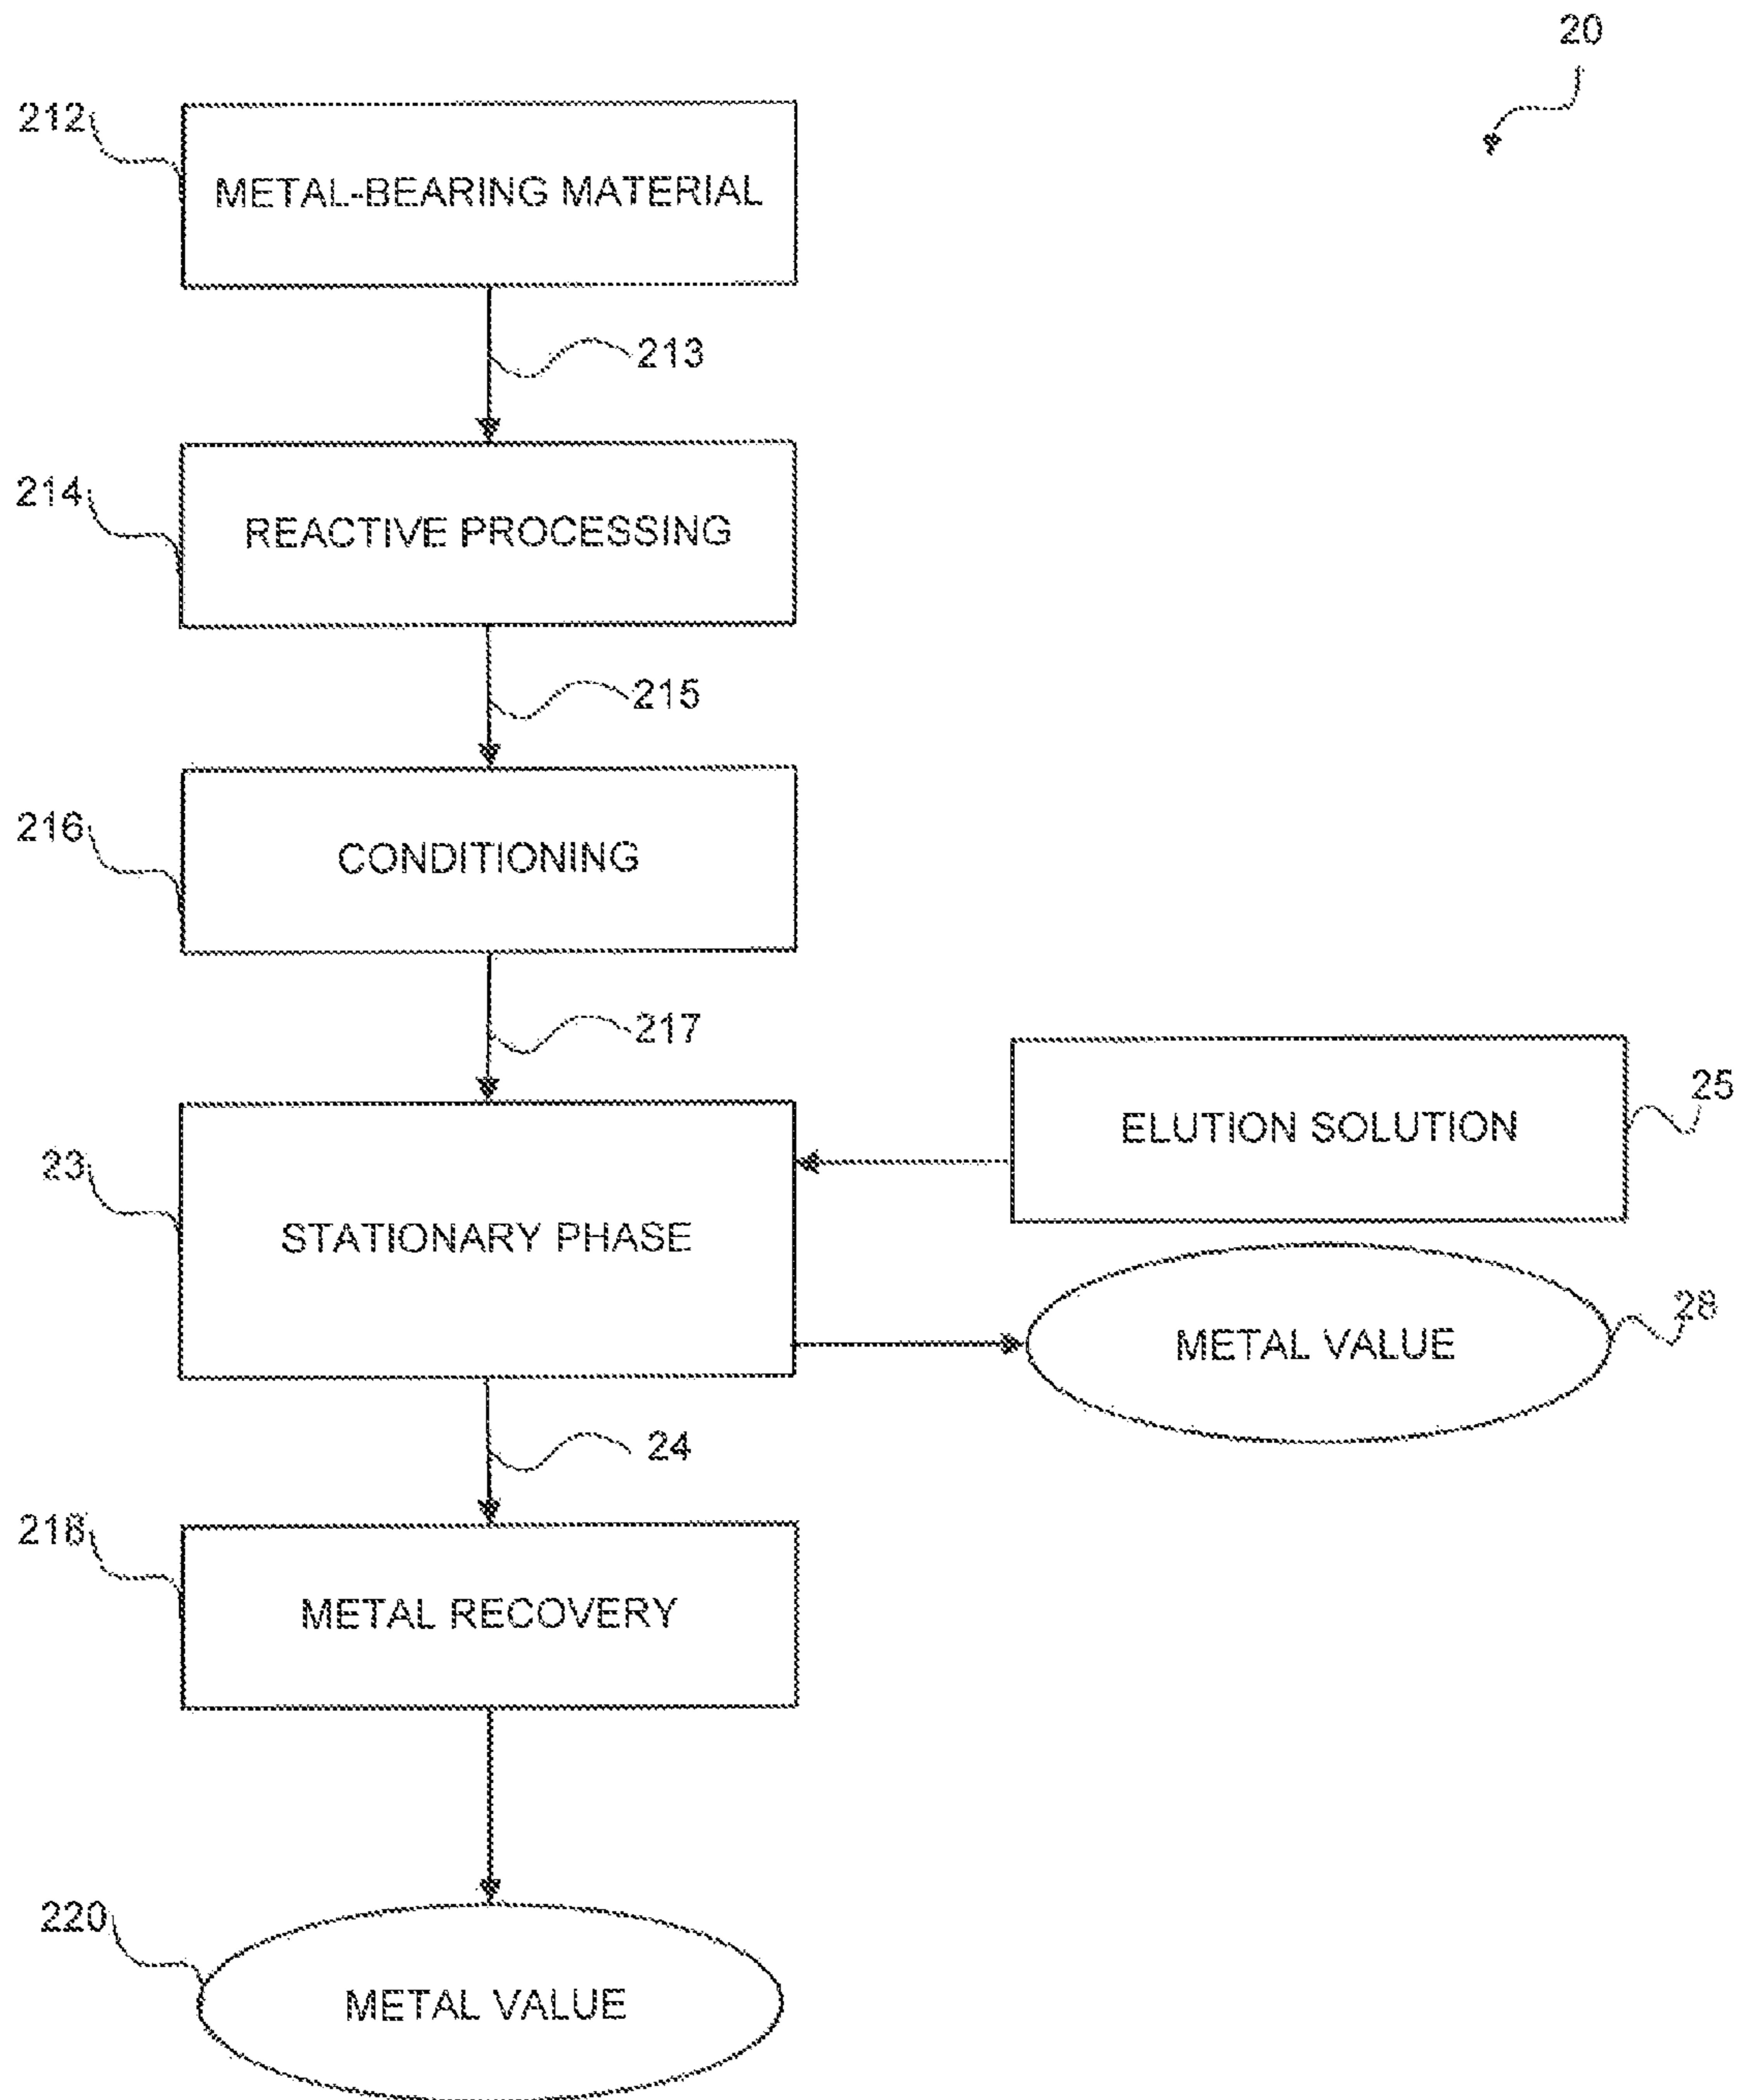 20
212
METAL-BEARING MATERIAL
213
214
REACTIVE PROCESSING
215
216
CONDITIONING
217
ELUTION SOLUTION
25
23
STATIONARY PHASE
METAL VALUE
28
24
218
METAL RECOVERY
220
METAL VALUE